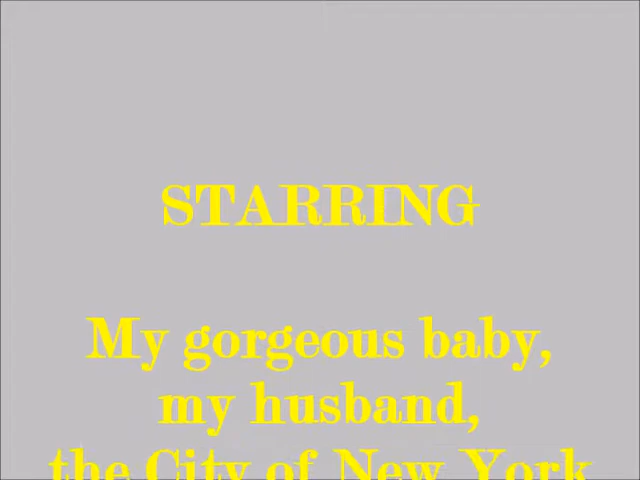 STARRING
My gorgeous baby,
my husband,
the City of New York